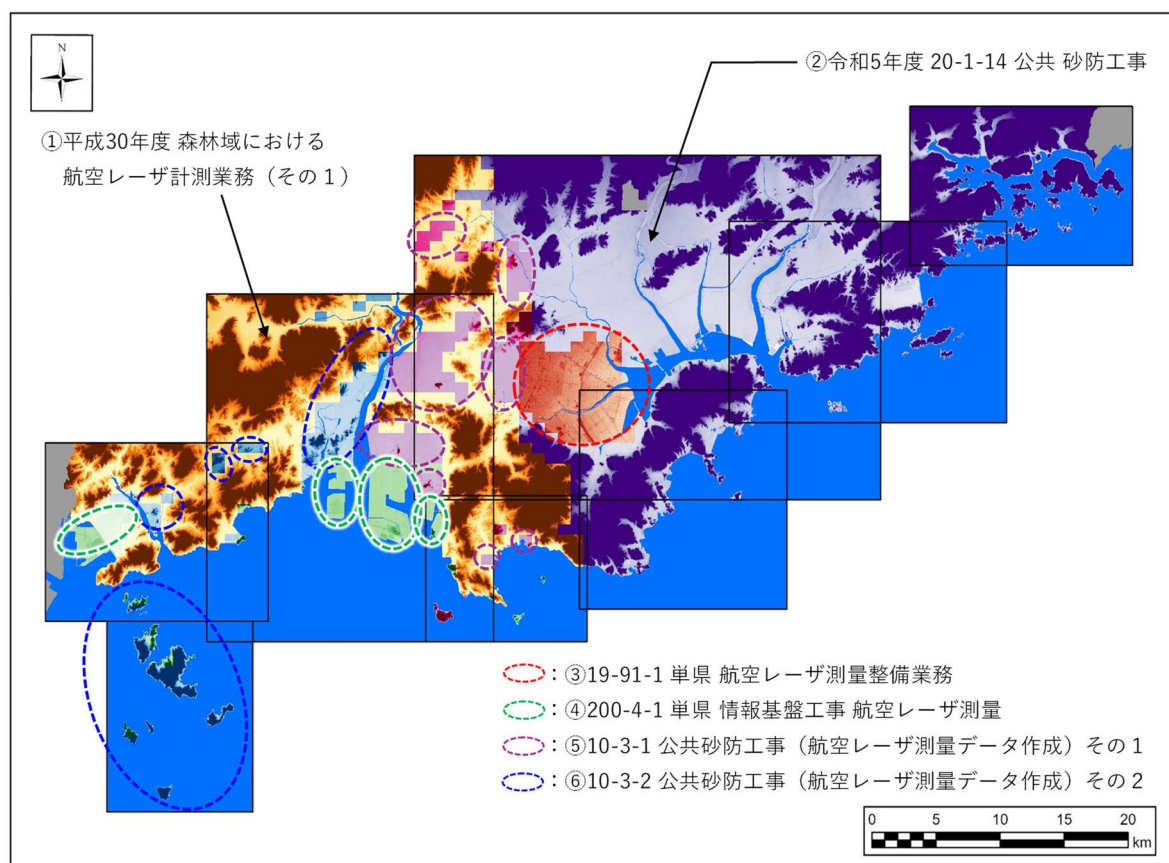 N
②令和5年度 20-1-14 公共 砂防工事
①平成30年度 森林域における
航空レーザ計測業務（その１）
：③19-91-1 単県 航空レーザ測量整備業務
：④200-4-1 単県 情報基盤工事 航空レーザ測量
：⑤10-3-1 公共砂防工事（航空レーザ測量データ作成）その１
：⑥10-3-2 公共砂防工事（航空レーザ測量データ作成）その２
0 5 10 15 20
km